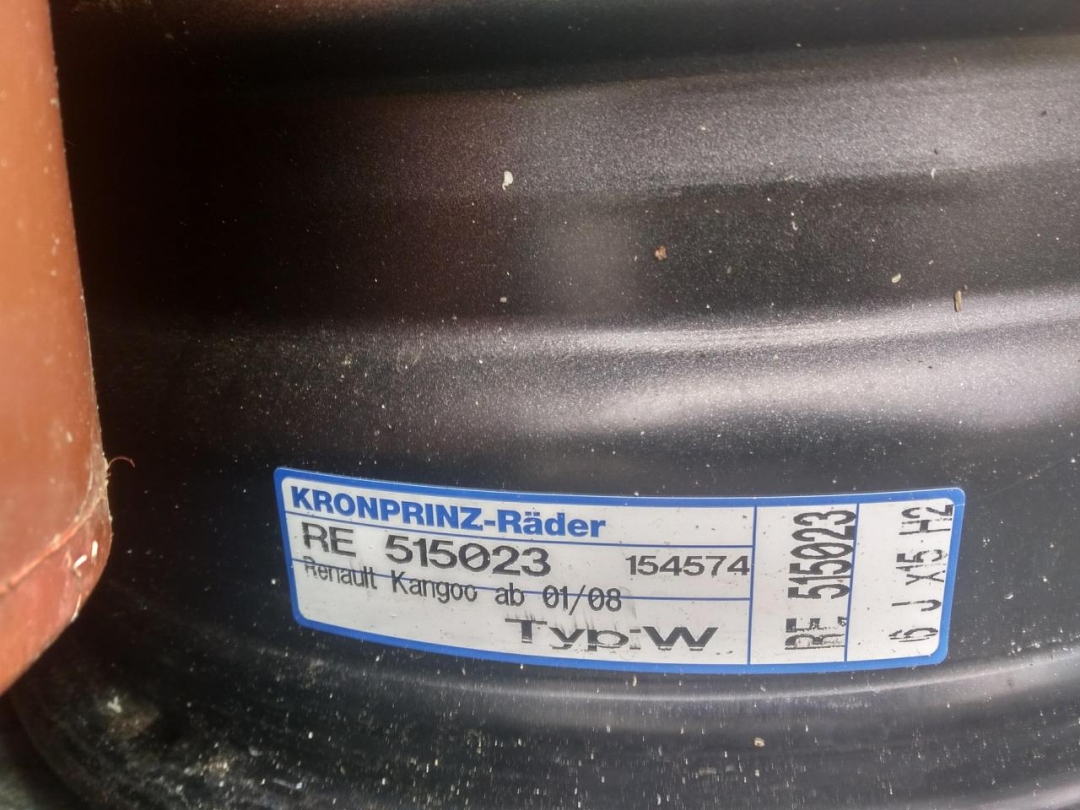 KRONPRINZ-Räder
RE 515023 154574
Renault Kangoo ab 01/08
Typ:W
RE 515023
6 J X15 H2